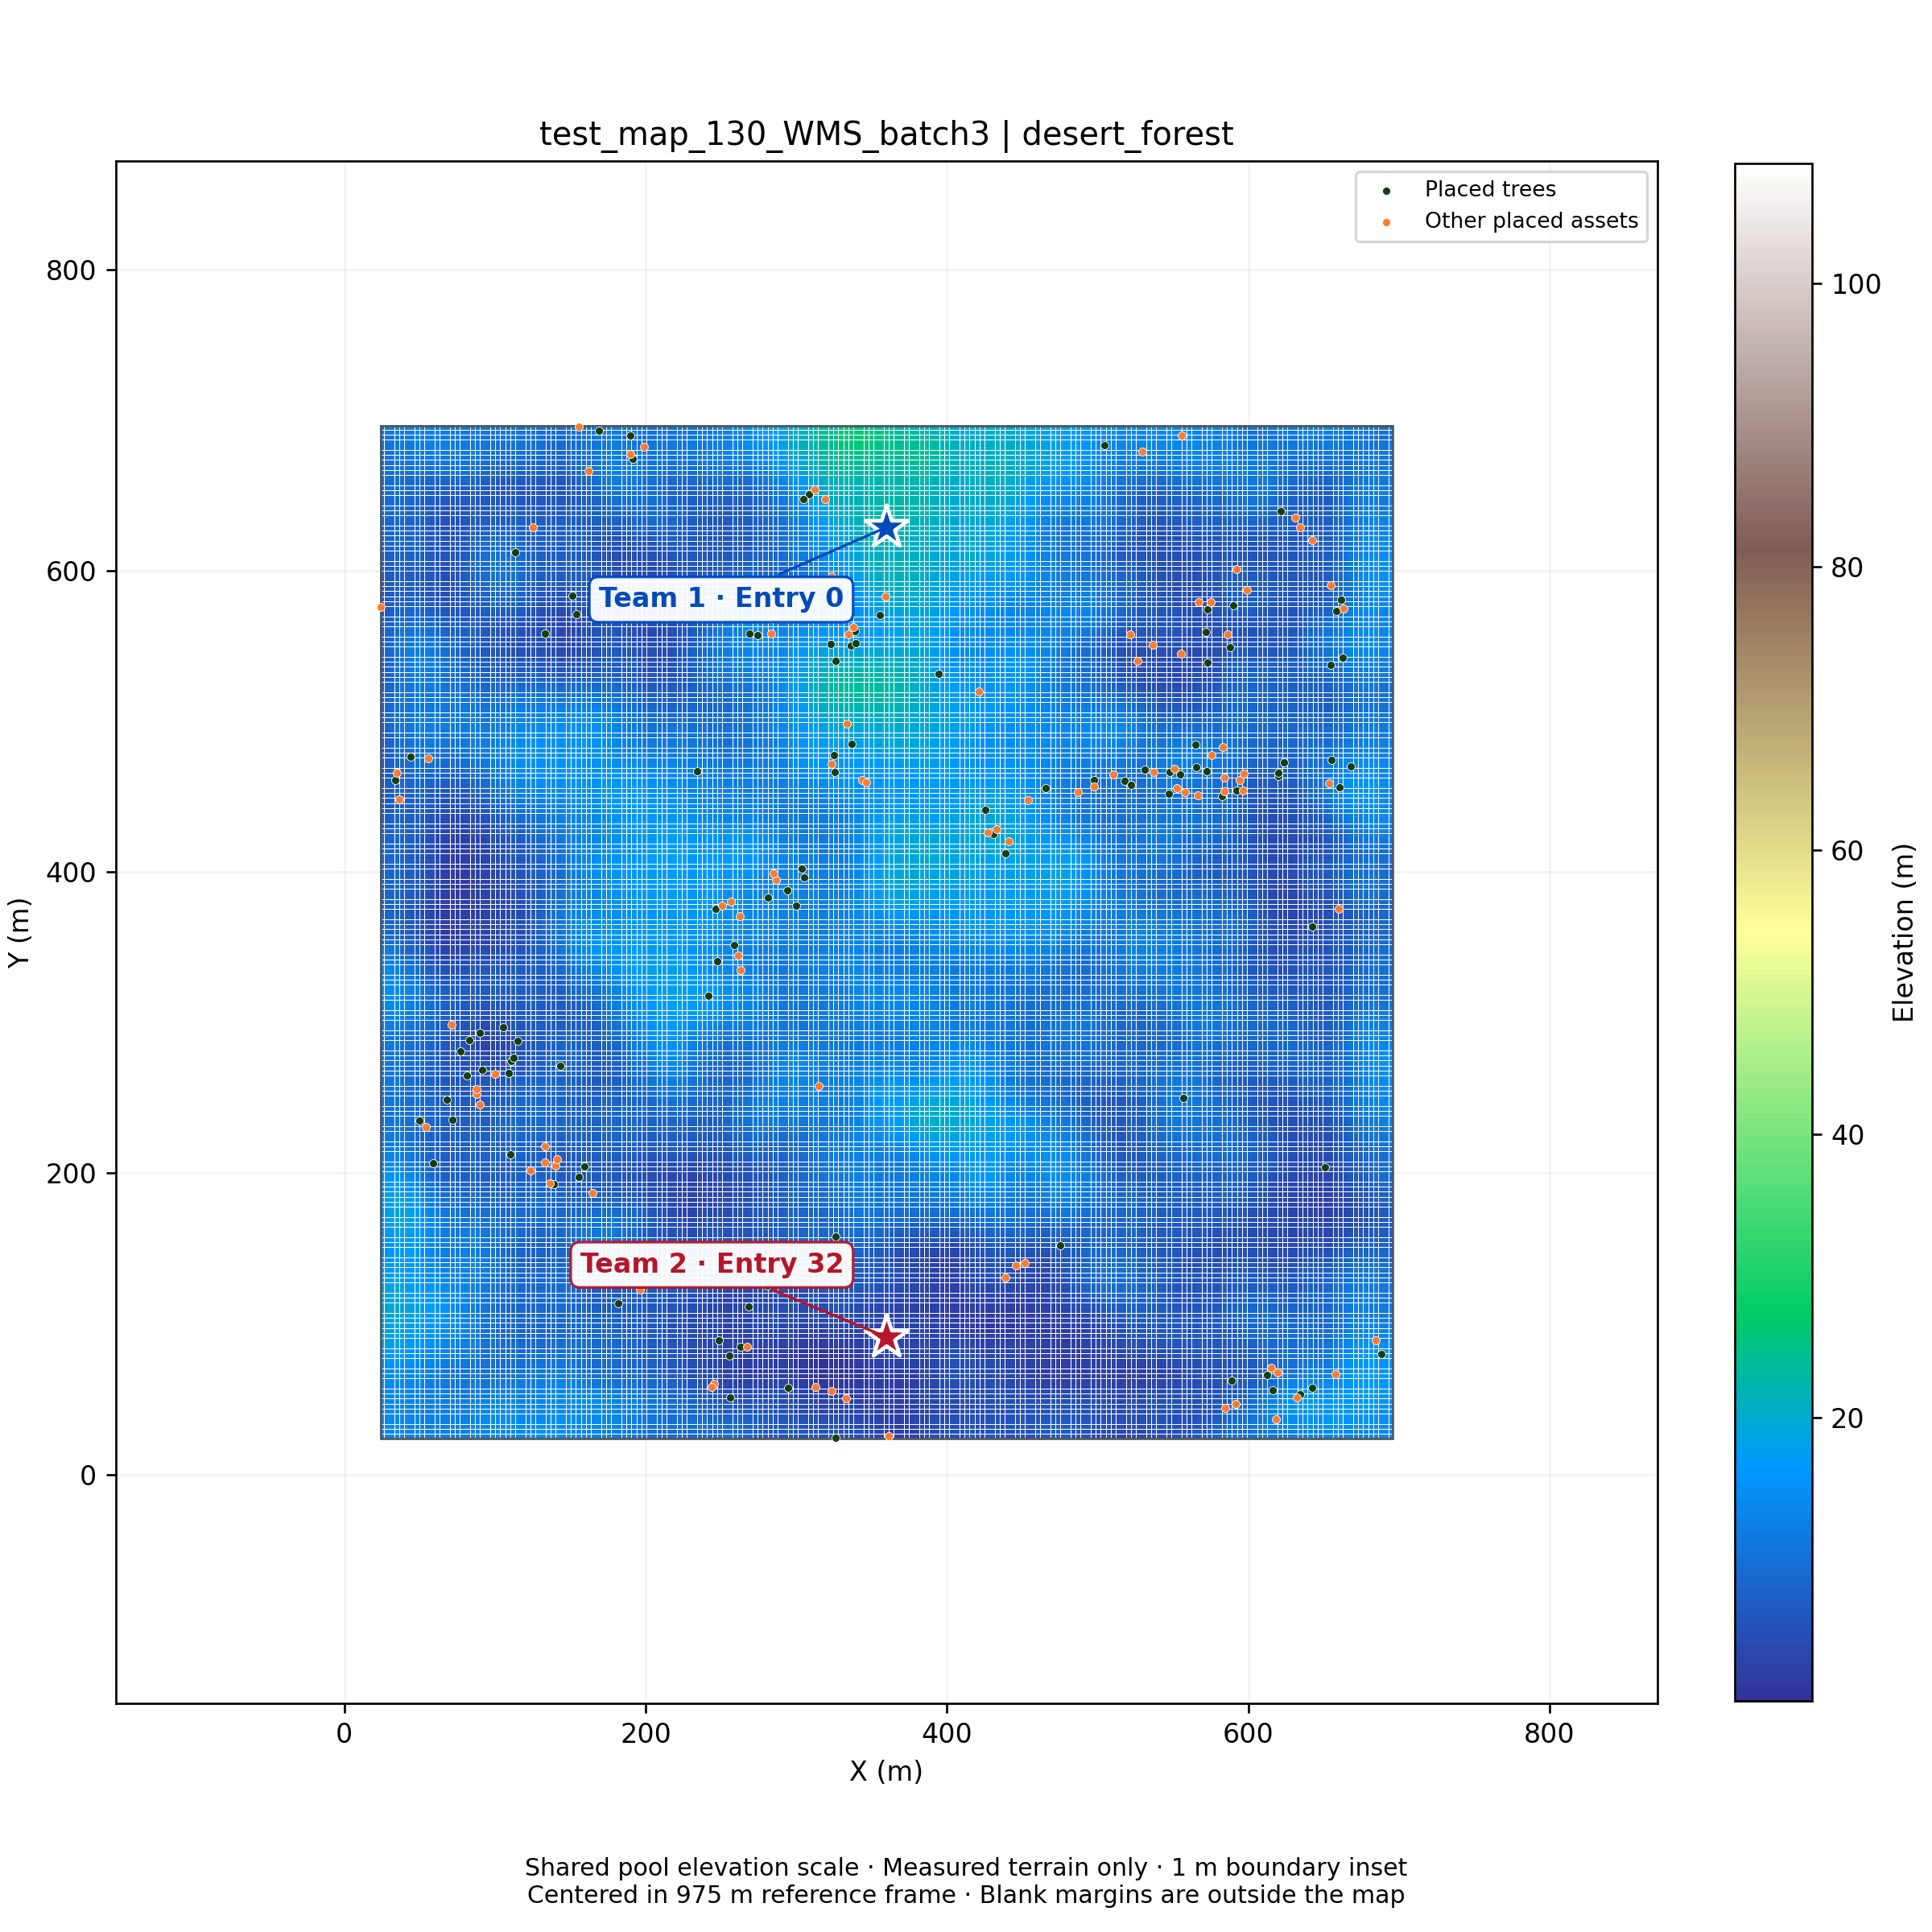 test_map_130_WMS_batch3 | desert_forest
Placed trees
Other placed assets
Team 1 · Entry 0
Team 2 · Entry 32
800
600
400
200
0
Y (m)
0
200
400
600
800
X (m)
100
80
60
40
20
Elevation (m)
Shared pool elevation scale · Measured terrain only · 1 m boundary inset
Centered in 975 m reference frame · Blank margins are outside the map